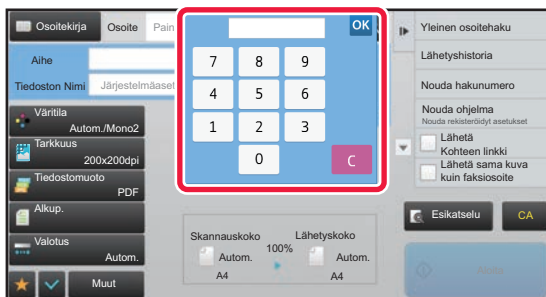 Osoitekirja
Osoite
Pain
OK
Aihe
Tiedoston Nimi
Järjestelmäaset
7 8 9
4 5 6
1 2 3
0 C
Väritila
Autom./Mono2
Tarkkuus
200x200dpi
Tiedostomuoto
PDF
Alkup.
Valotus
Autom.
Muut
Skannauskoko
Lähetyskoko
100%
Autom.
A4
Autom.
A4
Yleinen osoitehaku
Lähetyshistoria
Nouda hakunumero
Nouda ohjelma
Nouda rekisteröidyt asetukset
Lähetä
Kohteen linkki
Lähetä sama kuva
kuin faksiosoite
Esikatselu
CA
Aloita